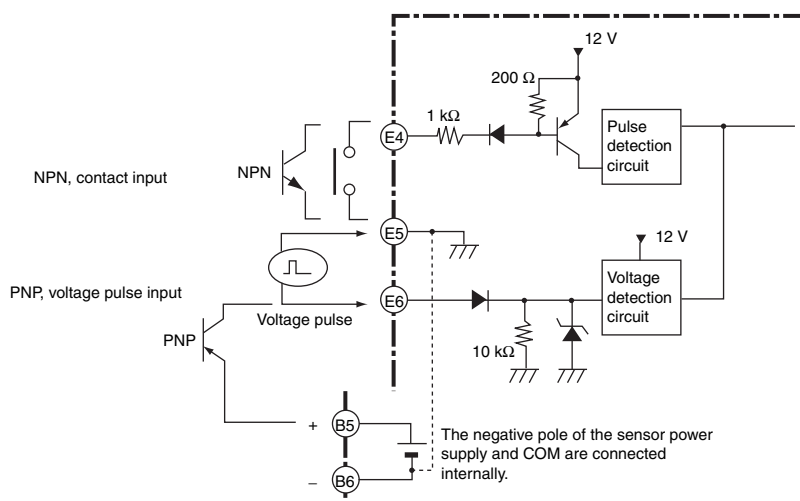 12 V
200 Ω
1 kΩ
E4
Pulse
detection
circuit
NPN
NPN, contact input
E5
12 V
PNP, voltage pulse input
E6
Voltage
detection
circuit
Voltage pulse
PNP
10 kΩ
+
B5
The negative pole of the sensor power
supply and COM are connected
internally.
−
B6